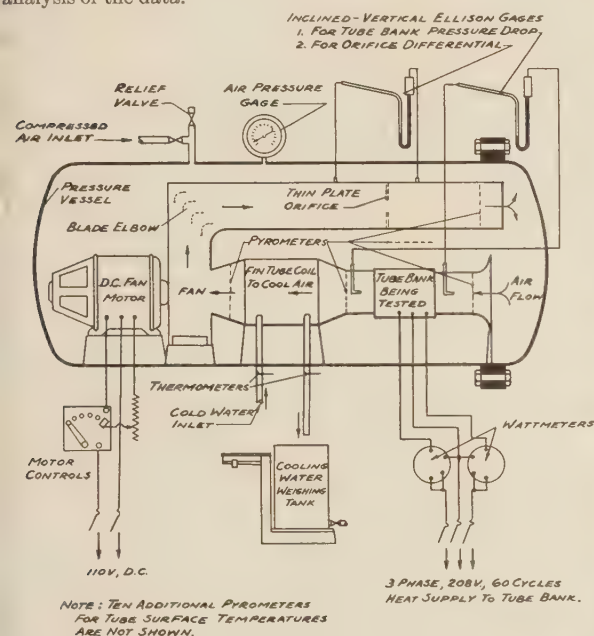 analysis of the data.
INCLINED-VERTICAL ELLISON GAGES
1. FOR TUBE BANK PRESSURE DROP
2. FOR ORIFICE DIFFERENTIAL
RELIEF
VALVE
AIR PRESSURE
GAGE
COMPRESSED
AIR INLET
PRESSURE
VESSEL
THIN PLATE
ORIFICE
BLADE ELBOW
PYROMETERS
D.C. FAN
MOTOR
FAN
FIN TUBE COIL
TO COOL AIR
TUBE BANK
BEING
TESTED
AIR
FLOW
THERMOMETERS
COLD WATER
INLET
WATTMETERS
MOTOR
CONTROLS
COOLING
WATER
WEIGHING
TANK
110V, D.C.
3 PHASE, 208V., 60 CYCLES
HEAT SUPPLY TO TUBE BANK.
NOTE: TEN ADDITIONAL PYROMETERS
FOR TUBE SURFACE TEMPERATURES
ARE NOT SHOWN.